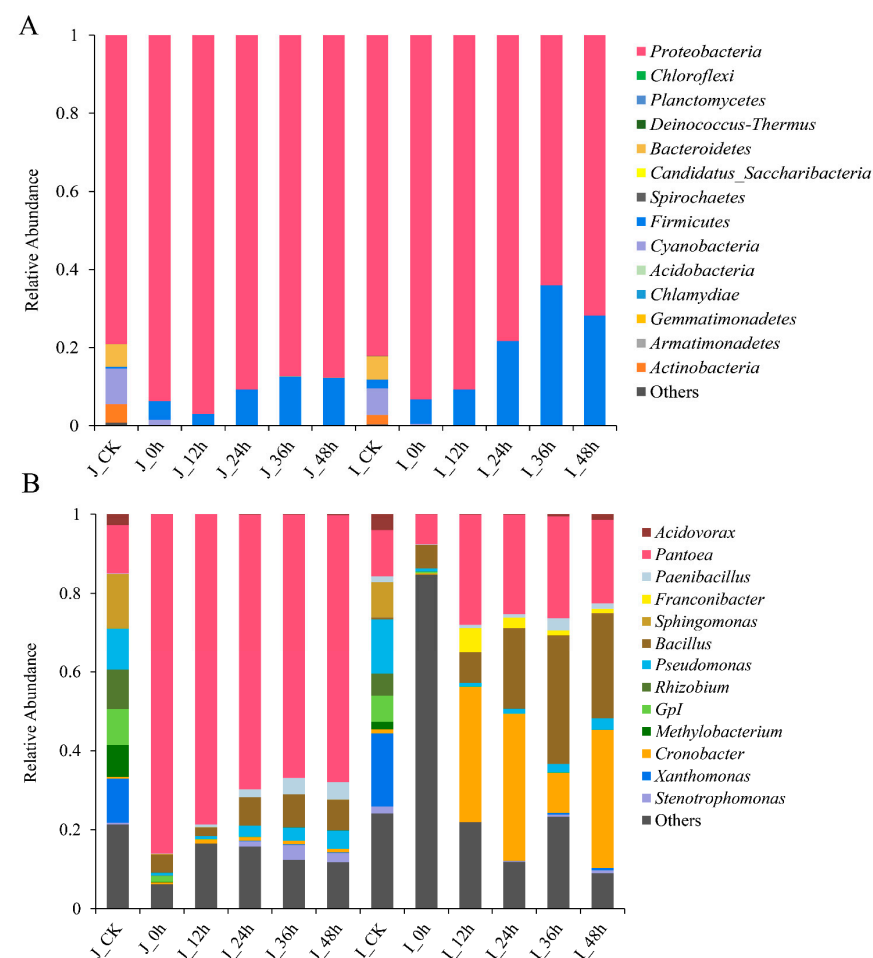 A
1
0.8
0.6
0.4
0.2
0
Relative Abundance
J_CK
J_0h
J_12h
J_24h
J_36h
J_48h
I_CK
I_0h
I_12h
I_24h
I_36h
I_48h
Proteobacteria
Chloroflexi
Planctomycetes
Deinococcus-Thermus
Bacteroidetes
Candidatus_Saccharibacteria
Spirochaetes
Firmicutes
Cyanobacteria
Acidobacteria
Chlamydiae
Gemmatimonadetes
Armatimonadetes
Actinobacteria
Others
B
1
0.8
0.6
0.4
0.2
0
Relative Abundance
J_CK
J_0h
J_12h
J_24h
J_36h
J_48h
I_CK
I_0h
I_12h
I_24h
I_36h
I_48h
Acidovorax
Pantoea
Paenibacillus
Franconibacter
Sphingomonas
Bacillus
Pseudomonas
Rhizobium
GpI
Methylobacterium
Cronobacter
Xanthomonas
Stenotrophomonas
Others